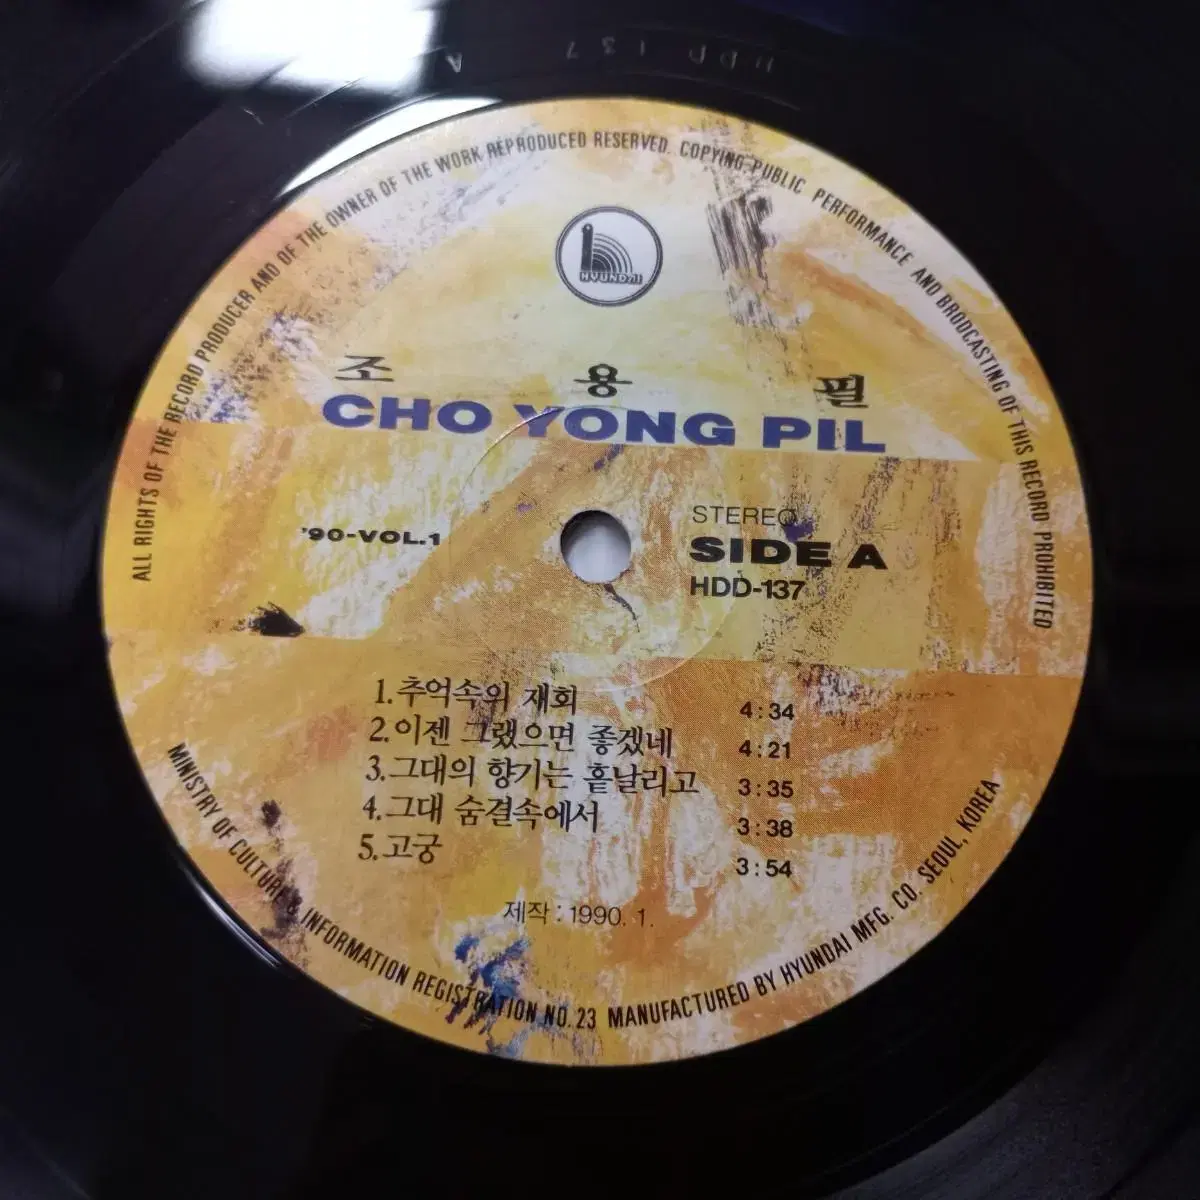 HDD 137 A
ALL RIGHTS OF THE RECORD PRODUCER AND OF THE OWNER OF THE WORK REPRODUCED RESERVED. COPYING, PUBLIC PERFORMANCE AND BRODCASTING OF THIS RECORD PROHIBITED
HYUNDAI
조 용 필
CHO YONG PIL
'90-VOL.1
STEREO
SIDE A
HDD-137
1.추억속의 재회 4:34
2.이젠 그랬으면 좋겠네 4:21
3.그대의 향기는 흩날리고 3:35
4.그대 숨결속에서 3:38
5.고궁 3:54
제작 : 1990. 1.
MINISTRY OF CULTURE & INFORMATION REGISTRATION NO. 23 MANUFACTURED BY HYUNDAI MFG. CO. SEOUL, KOREA